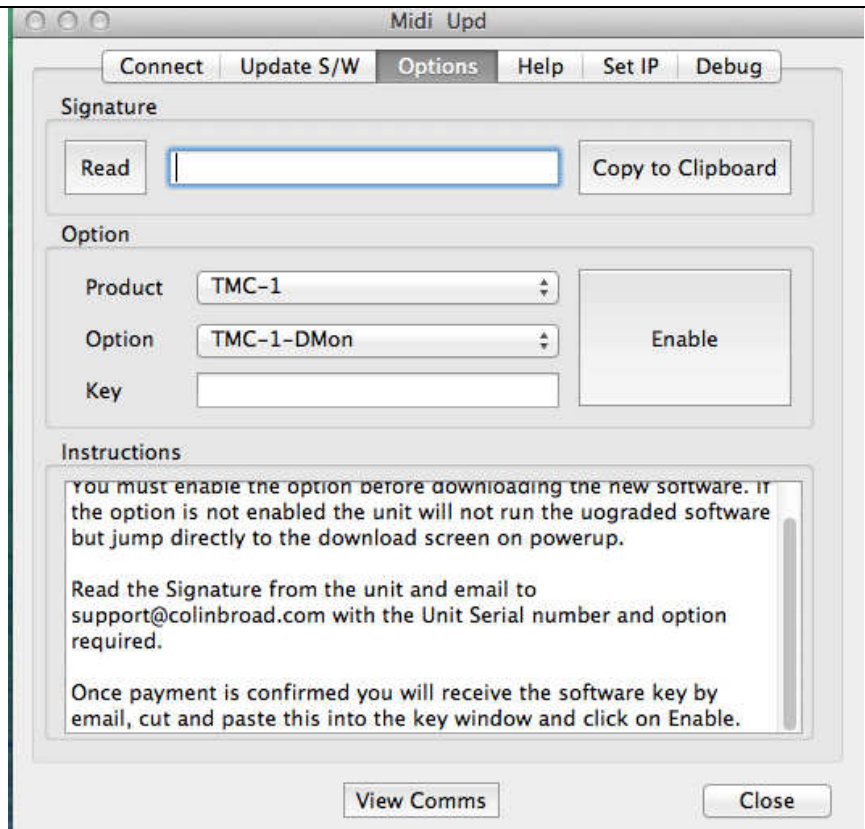 Midi Upd
Connect Update S/W Options Help Set IP Debug
Signature
Read Copy to Clipboard
Option
Product TMC-1
Option TMC-1-DMon Enable
Key
Instructions
You must enable the option before downloading the new software. If
the option is not enabled the unit will not run the uograded software
but jump directly to the download screen on powerup.
Read the Signature from the unit and email to
support@colinbroad.com with the Unit Serial number and option
required.
Once payment is confirmed you will receive the software key by
email, cut and paste this into the key window and click on Enable.
View Comms Close